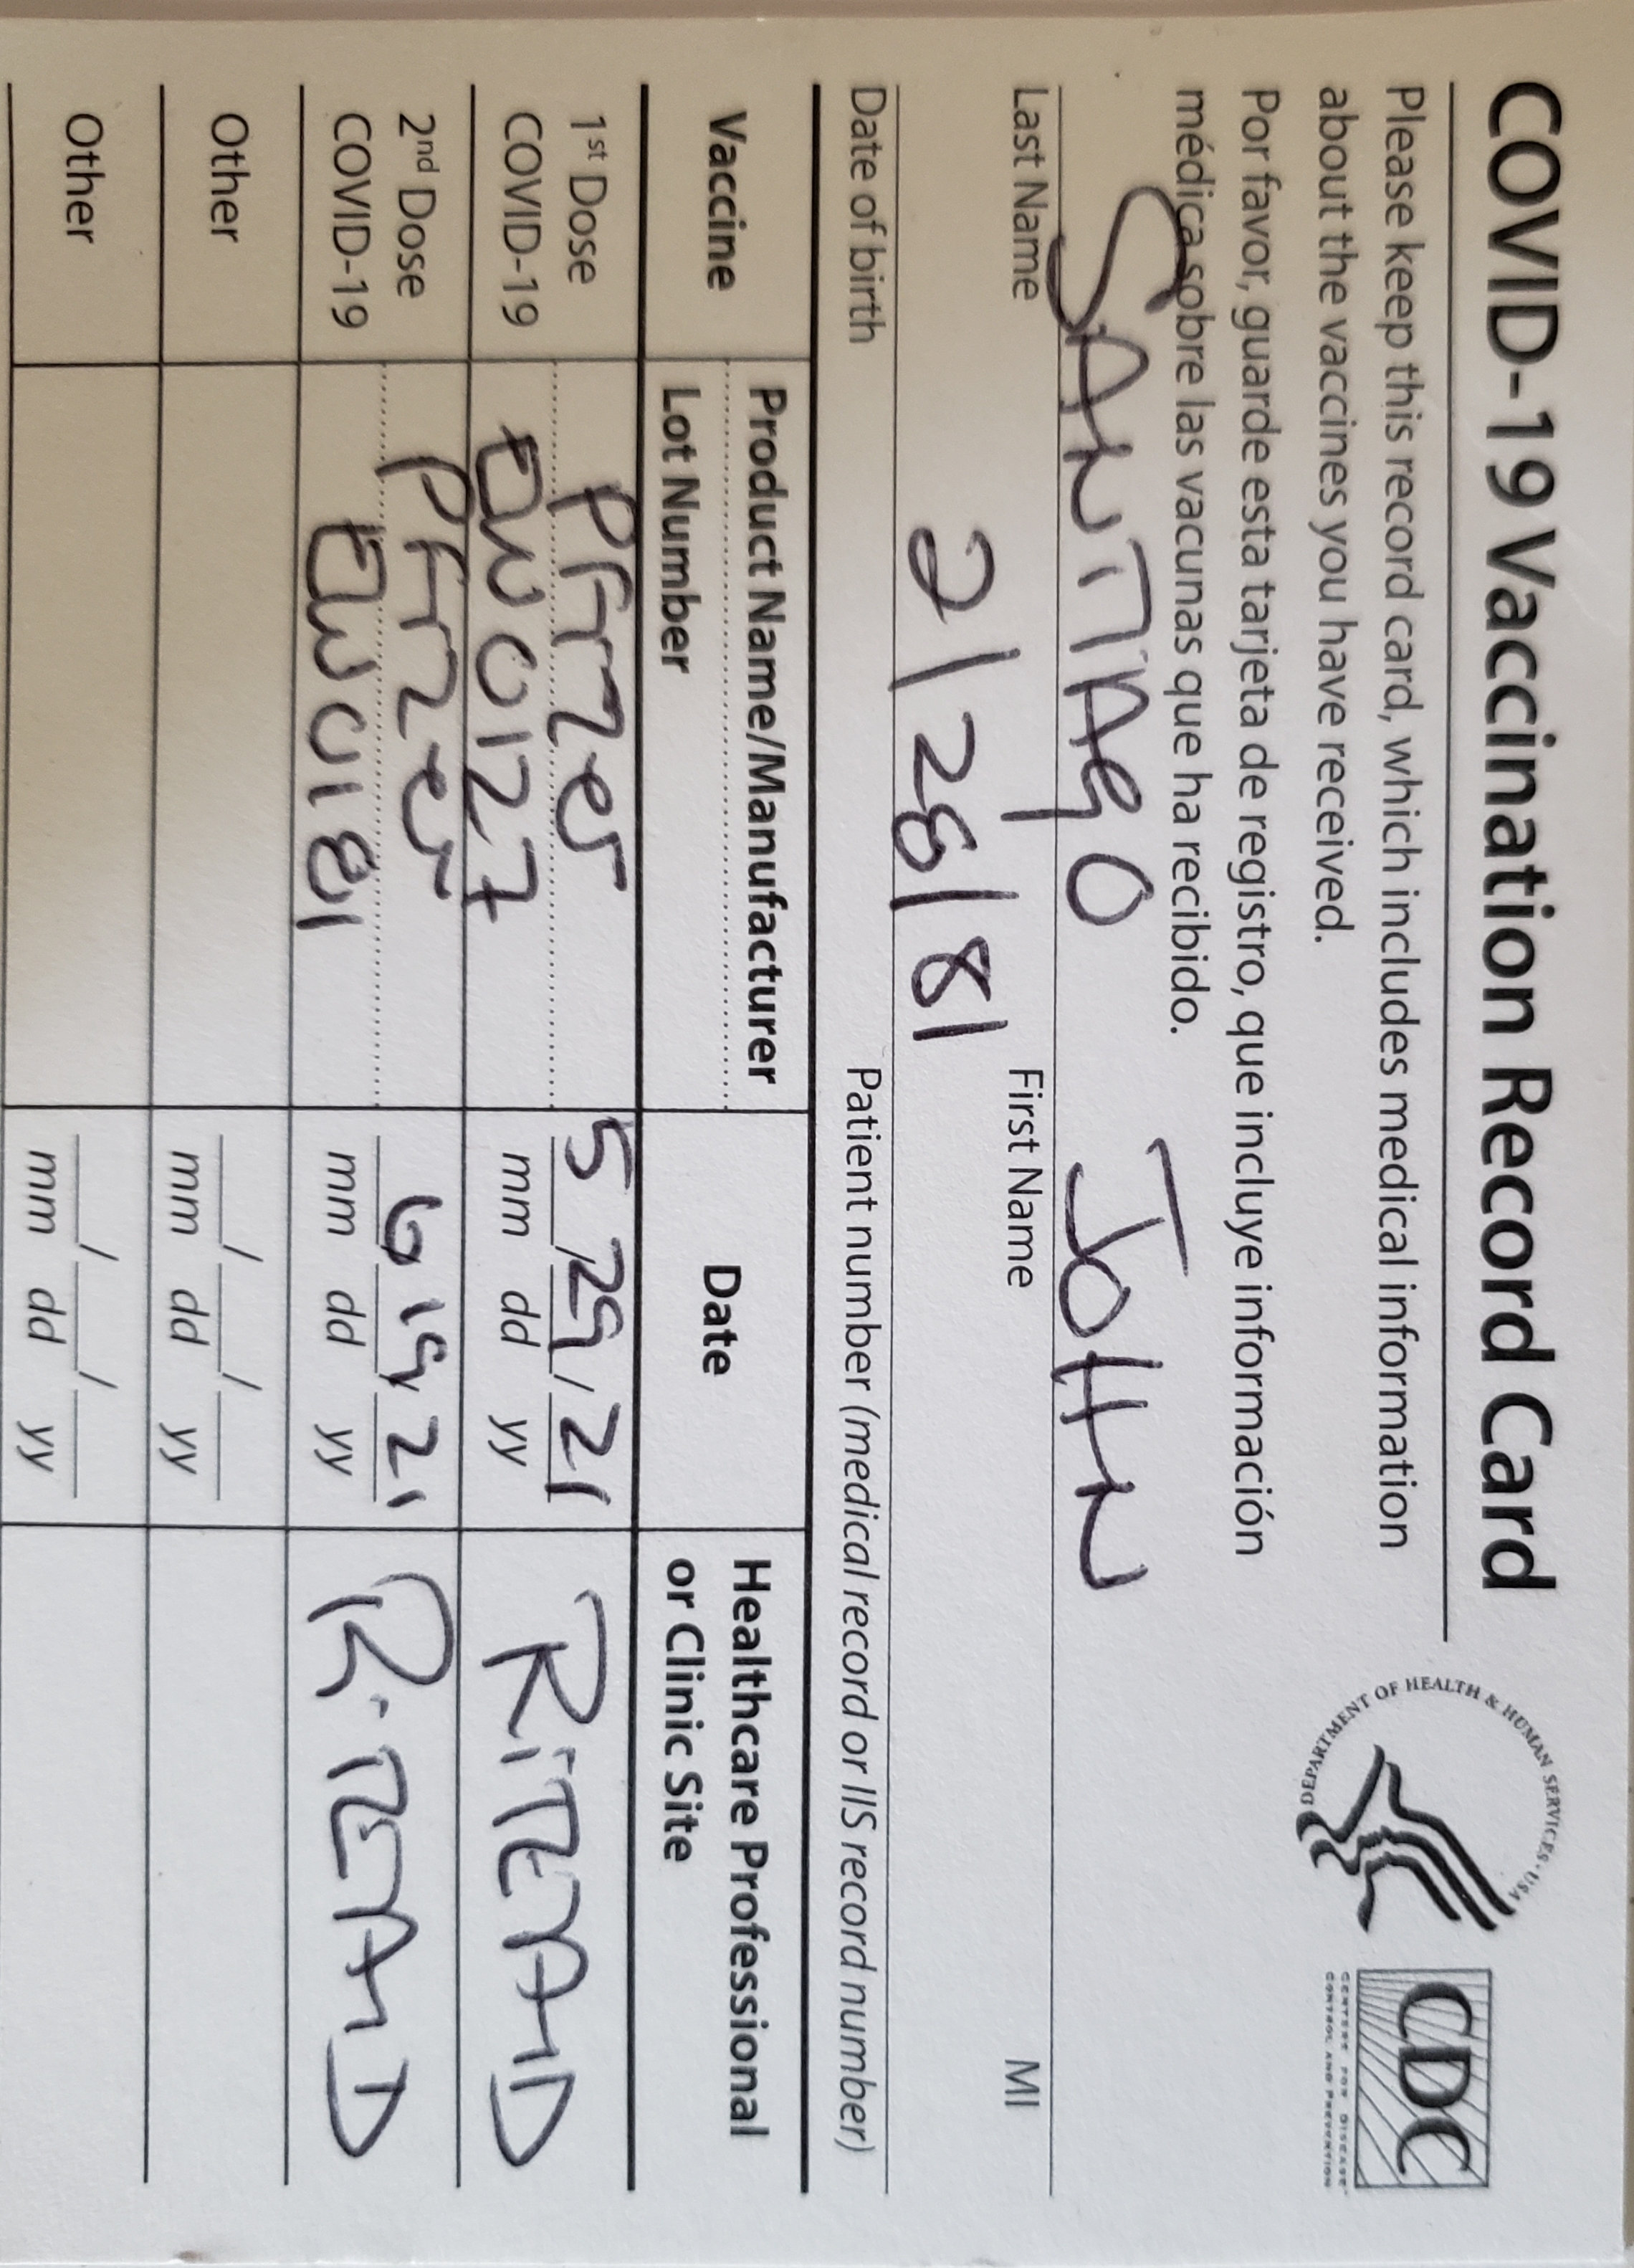 COVID-19 Vaccination Record Card
Please keep this record card, which includes medical information
about the vaccines you have received.
Por favor, guarde esta tarjeta de registro, que incluye información
médica sobre las vacunas que ha recibido.
DEPARTMENT OF HEALTH & HUMAN SERVICES • USA
CDC
CENTERS FOR DISEASE
CONTROL AND PREVENTION
SANTIAgO JOHN
Last Name First Name MI
2/28/81
Date of birth Patient number (medical record or IIS record number)
Vaccine Product Name/Manufacturer Date Healthcare Professional
Lot Number or Clinic Site
1st Dose Pfizer 5/29/21 RITEAID
COVID-19 EW0127 mm dd yy
2nd Dose Pfizer 6 19 21 RITEAID
COVID-19 EW0181 mm dd yy
Other __/__/__
mm dd yy
Other __/__/__
mm dd yy